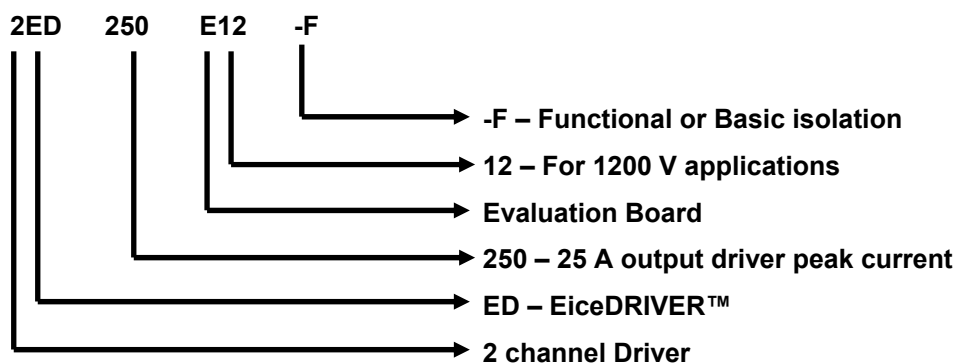 2ED 250 E12 -F
-F – Functional or Basic isolation
12 – For 1200 V applications
Evaluation Board
250 – 25 A output driver peak current
ED – EiceDRIVER™
2 channel Driver